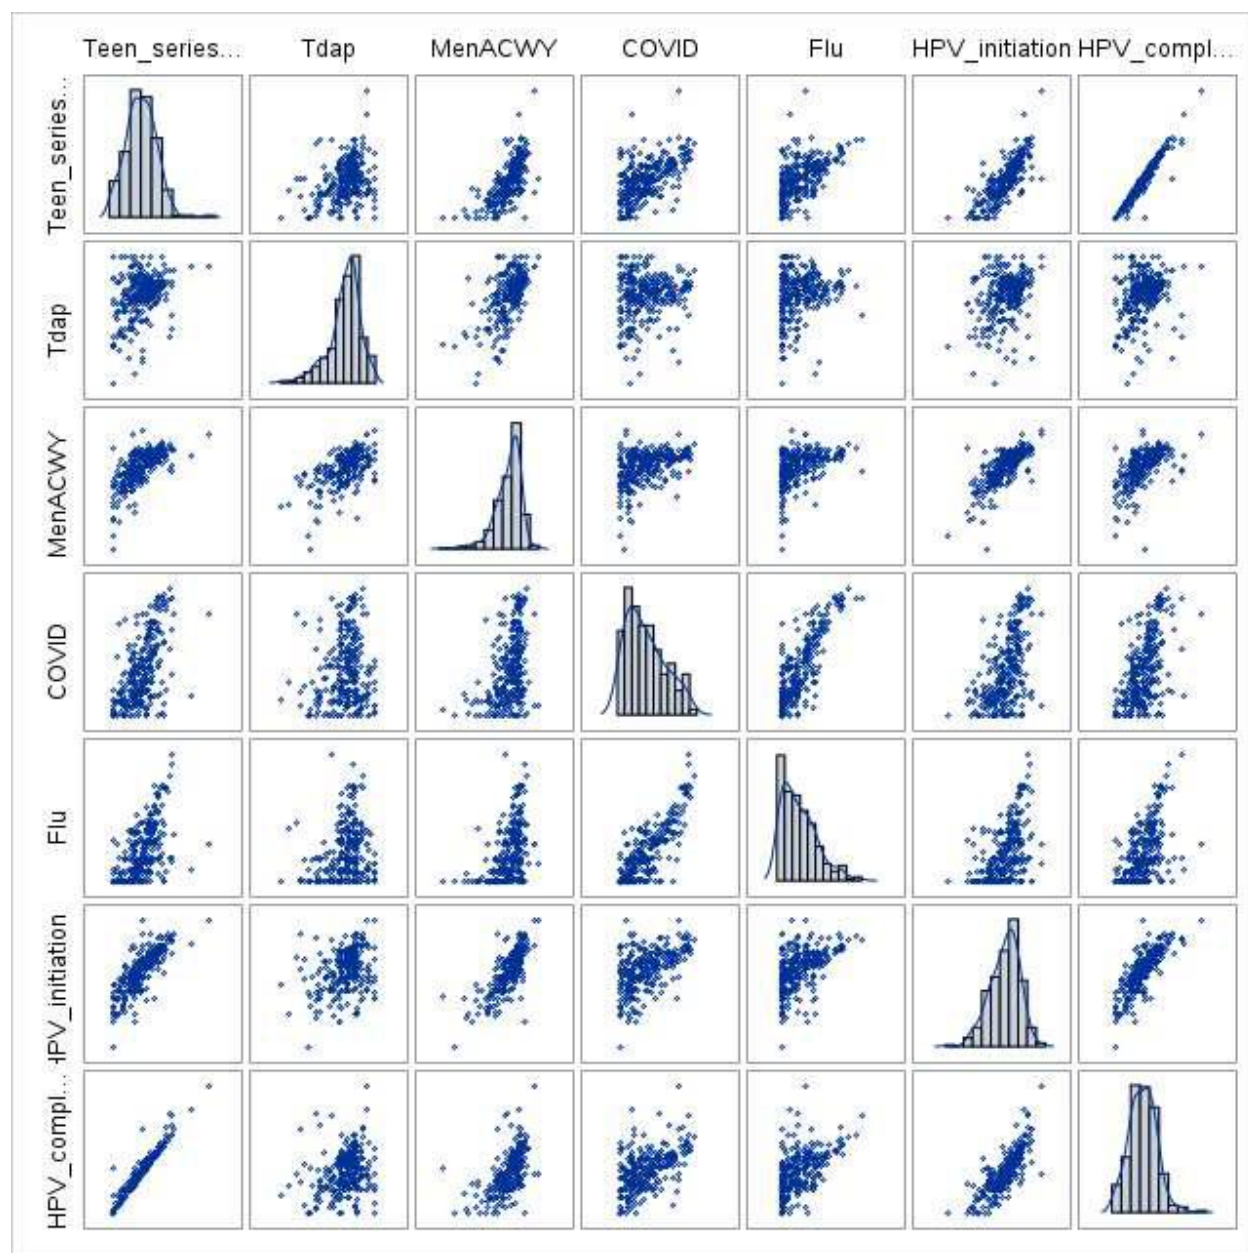 Teen_series... Tdap MenACWY COVID Flu HPV_initiation HPV_compl...
Teen_series...
Tdap
MenACWY
COVID
Flu
HPV_initiation
HPV_compl...